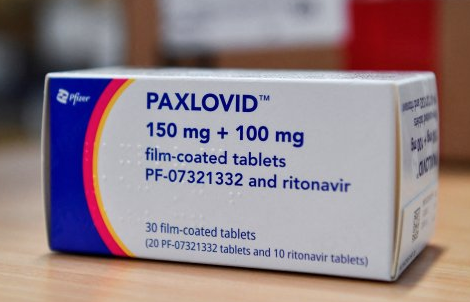 Pfizer
PAXLOVID™
150 mg + 100 mg
film-coated tablets
PF-07321332 and ritonavir
30 film-coated tablets
(20 PF-07321332 tablets and 10 ritonavir tablets)